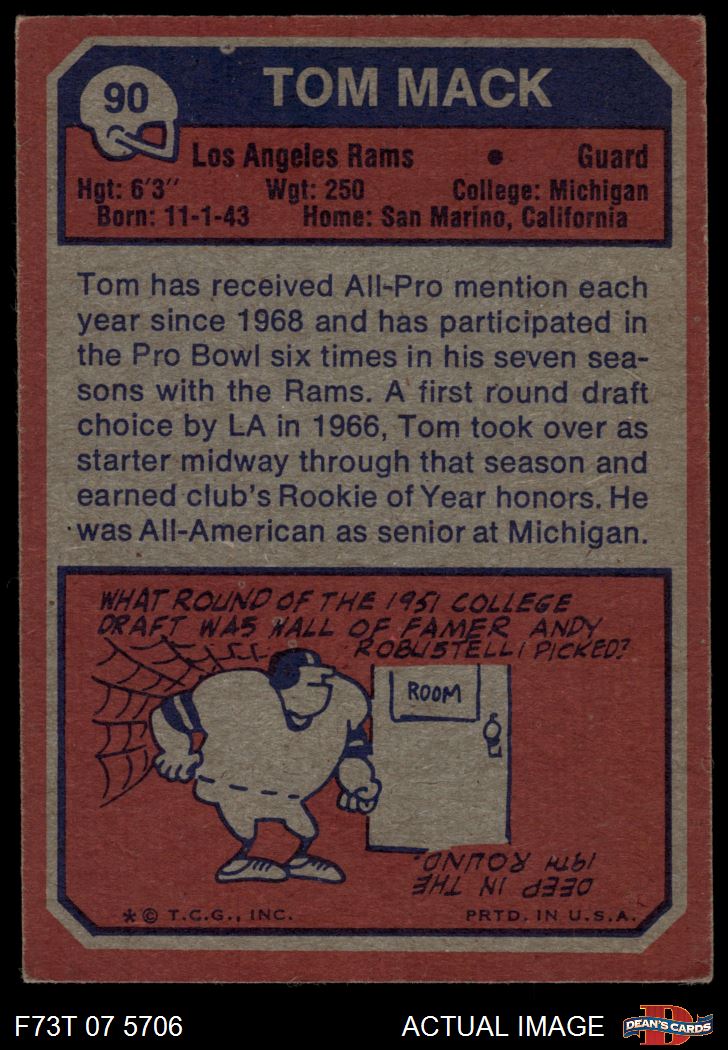 90
TOM MACK
Los Angeles Rams • Guard
Hgt: 6'3" Wgt: 250 College: Michigan
Born: 11-1-43 Home: San Marino, California
Tom has received All-Pro mention each
year since 1968 and has participated in
the Pro Bowl six times in his seven sea-
sons with the Rams. A first round draft
choice by LA in 1966, Tom took over as
starter midway through that season and
earned club's Rookie of Year honors. He
was All-American as senior at Michigan.
WHAT ROUND OF THE 1951 COLLEGE
DRAFT WAS HALL OF FAMER ANDY
ROBUSTELLI PICKED?
ROOM
DEEP IN THE
19TH ROUND.
* © T.C.G., INC. PRTD. IN U.S.A.
F73T 07 5706 ACTUAL IMAGE
D
DEAN'S CARDS